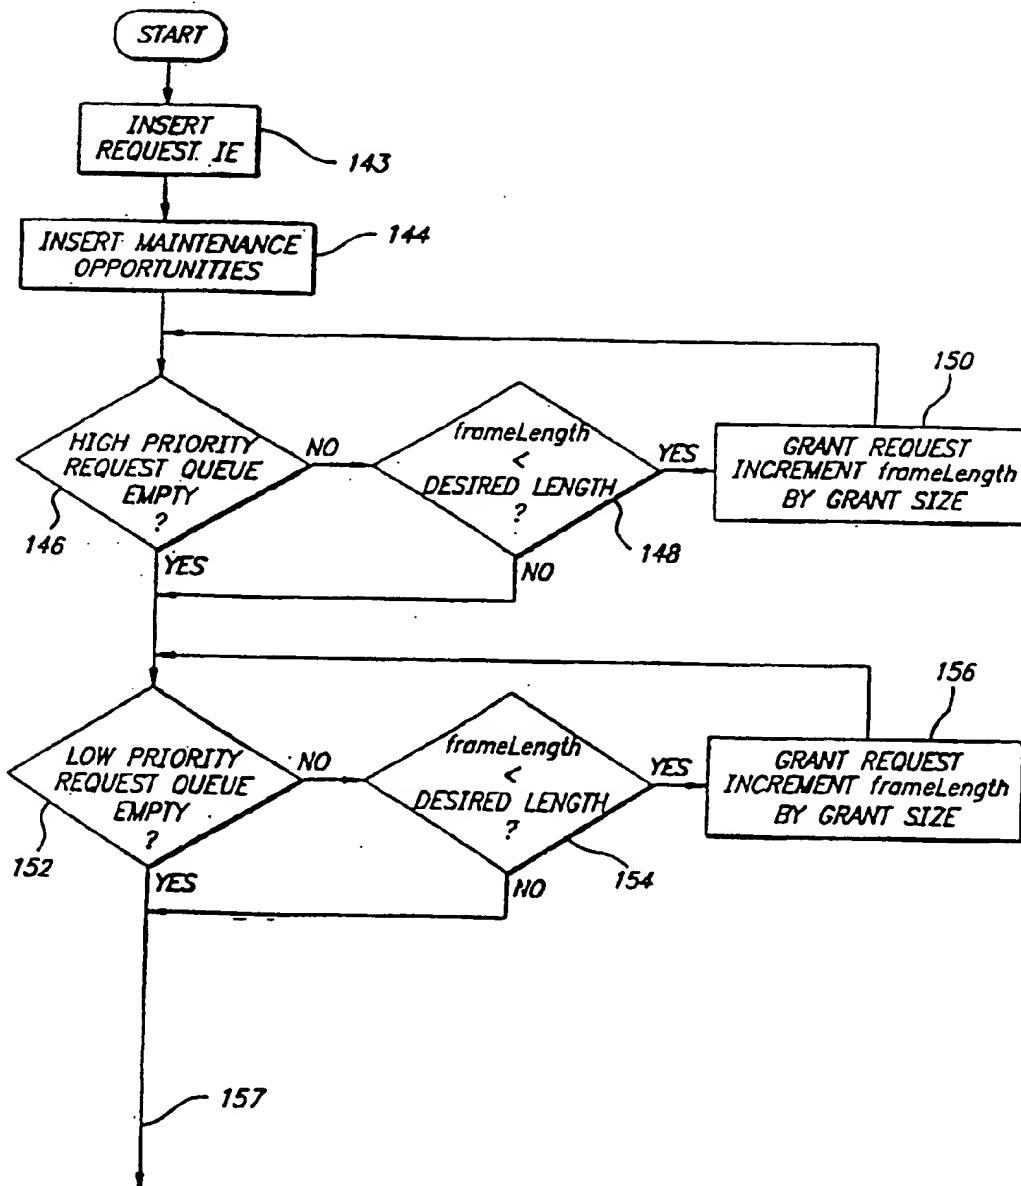 START
INSERT
REQUEST IE
143
INSERT MAINTENANCE
OPPORTUNITIES
144
HIGH PRIORITY
REQUEST QUEUE
EMPTY
?
146
NO
YES
frameLength
<
DESIRED LENGTH
?
148
YES
NO
150
GRANT REQUEST
INCREMENT frameLength
BY GRANT SIZE
LOW PRIORITY
REQUEST QUEUE
EMPTY
?
152
NO
YES
frameLength
<
DESIRED LENGTH
?
154
YES
NO
156
GRANT REQUEST
INCREMENT frameLength
BY GRANT SIZE
157